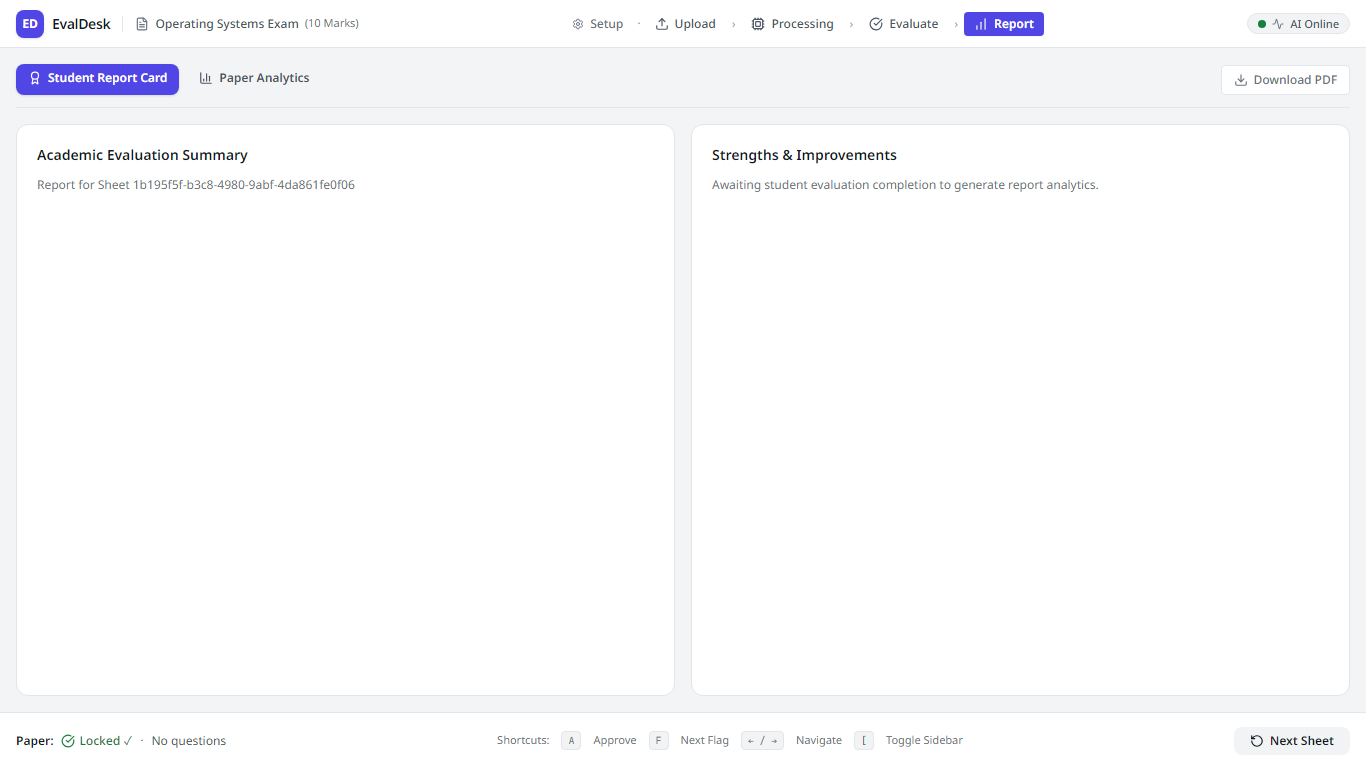 ED EvalDesk Operating Systems Exam (10 Marks) Setup · Upload › Processing › Evaluate › Report AI Online
Student Report Card Paper Analytics Download PDF
Academic Evaluation Summary
Report for Sheet 1b195f5f-b3c8-4980-9abf-4da861fe0f06
Strengths & Improvements
Awaiting student evaluation completion to generate report analytics.
Paper: Locked ✓ · No questions Shortcuts: A Approve F Next Flag ← / → Navigate [ Toggle Sidebar Next Sheet